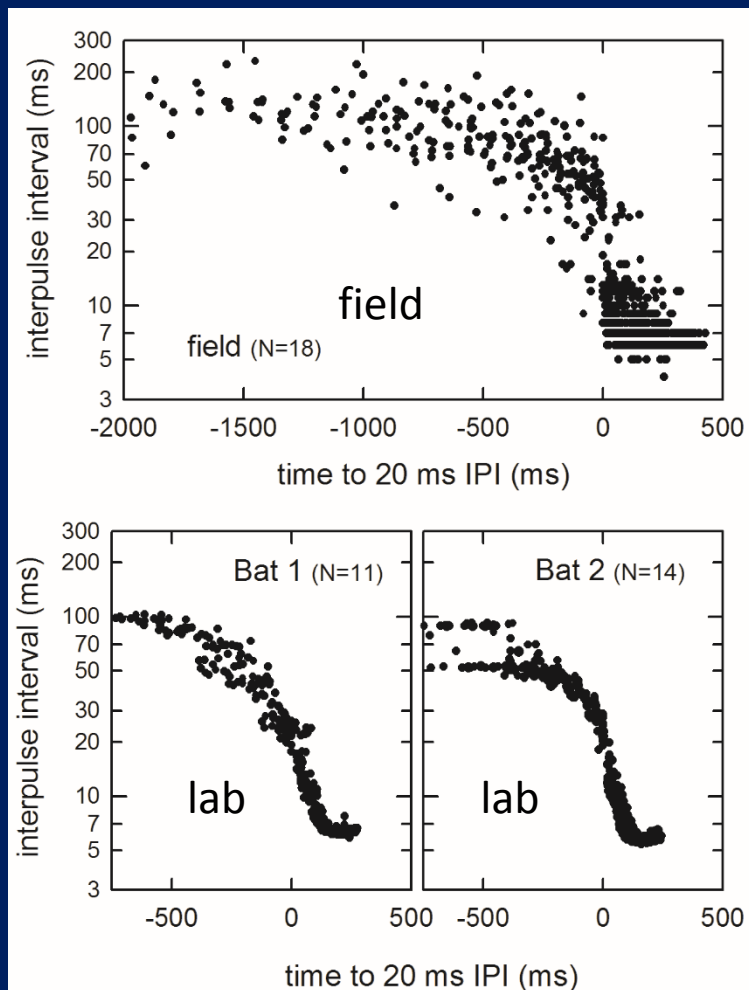 300
200
100
70
50
30
20
10
7
5
3
interpulse interval (ms)
field
field (N=18)
-2000 -1500 -1000 -500 0 500
time to 20 ms IPI (ms)
300
200
100
70
50
30
20
10
7
5
3
interpulse interval (ms)
Bat 1 (N=11)
lab
-500 0 500
Bat 2 (N=14)
lab
-500 0 500
time to 20 ms IPI (ms)